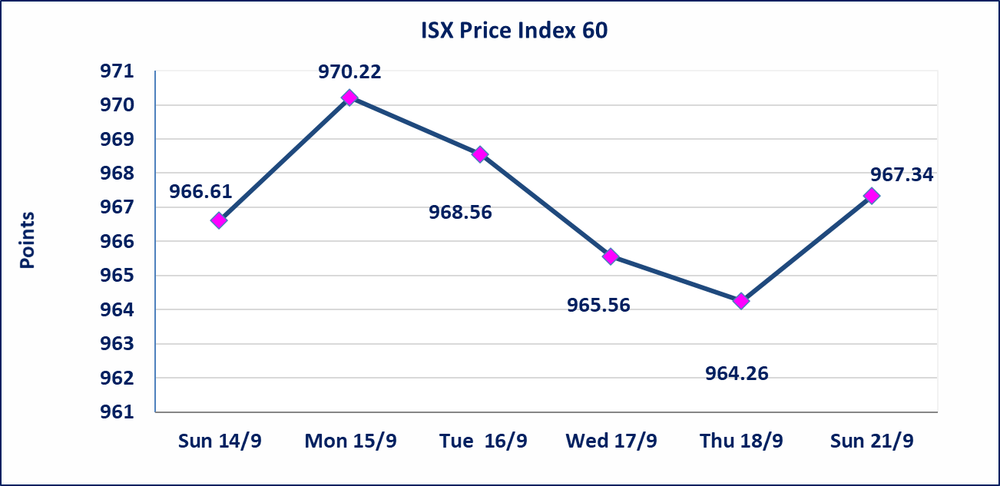 ISX Price Index 60
Points
971
970
969
968
967
966
965
964
963
962
961
966.61
970.22
968.56
965.56
964.26
967.34
Sun 14/9
Mon 15/9
Tue  16/9
Wed 17/9
Thu 18/9
Sun 21/9